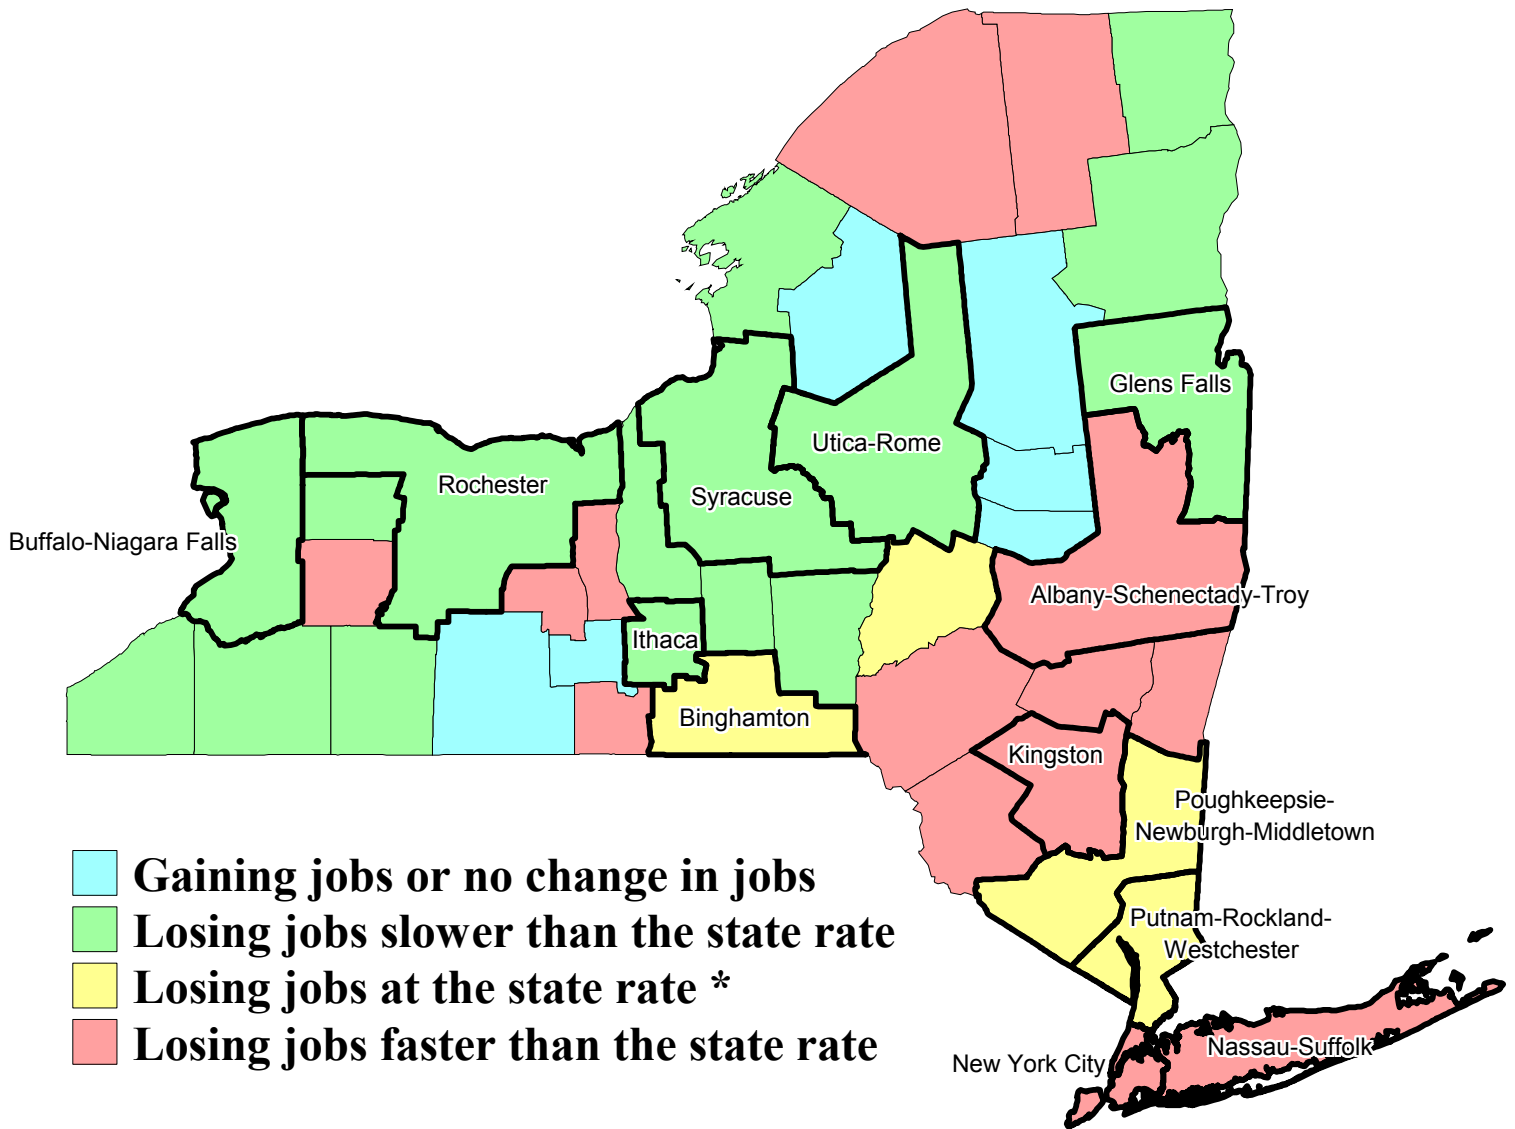 Glens Falls
Utica-Rome
Rochester
Syracuse
Buffalo-Niagara Falls
Albany-Schenectady-Troy
Ithaca
Binghamton
Kingston
Poughkeepsie-
Newburgh-Middletown
Putnam-Rockland-
Westchester
New York City
Nassau-Suffolk
Gaining jobs or no change in jobs
Losing jobs slower than the state rate
Losing jobs at the state rate *
Losing jobs faster than the state rate